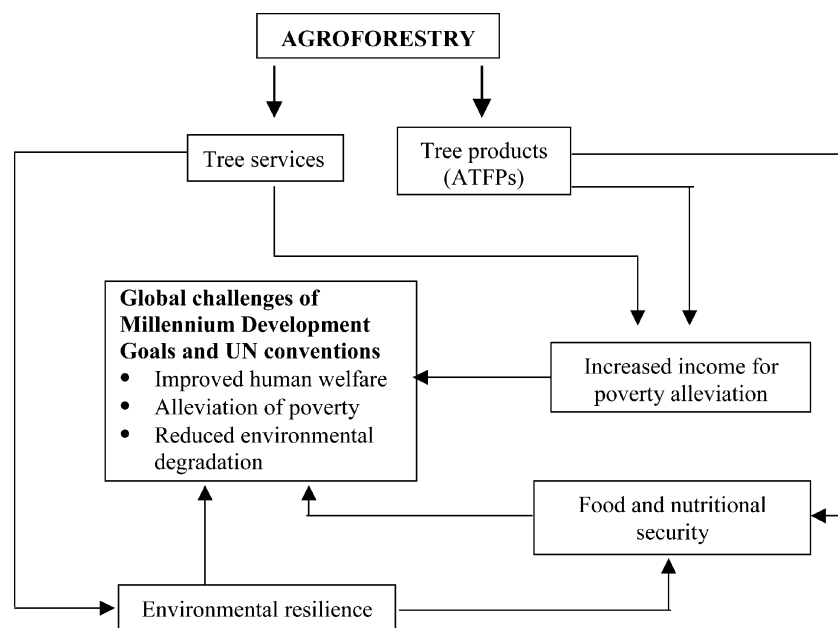 AGROFORESTRY
Tree services
Tree products
(ATFPs)
Global challenges of
Millennium Development
Goals and UN conventions
• Improved human welfare
• Alleviation of poverty
• Reduced environmental
degradation
Increased income for
poverty alleviation
Food and nutritional
security
Environmental resilience